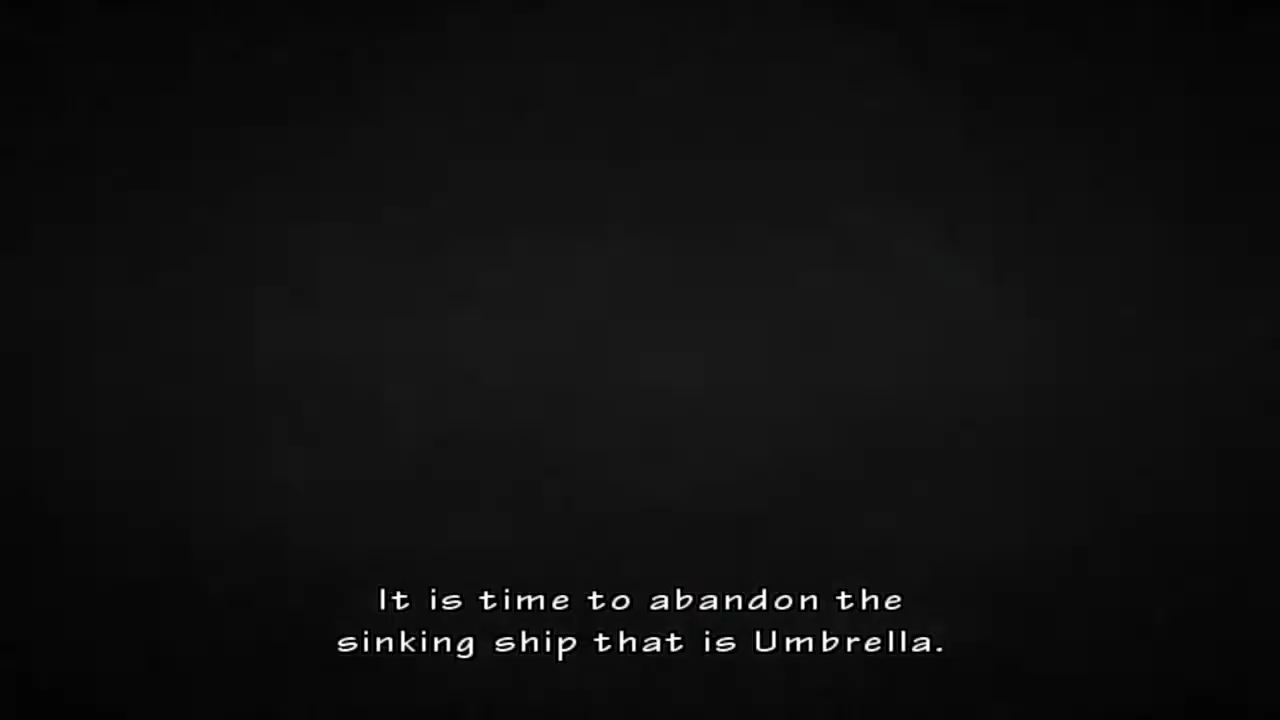 It is time to abandon the
sinking ship that is Umbrella.